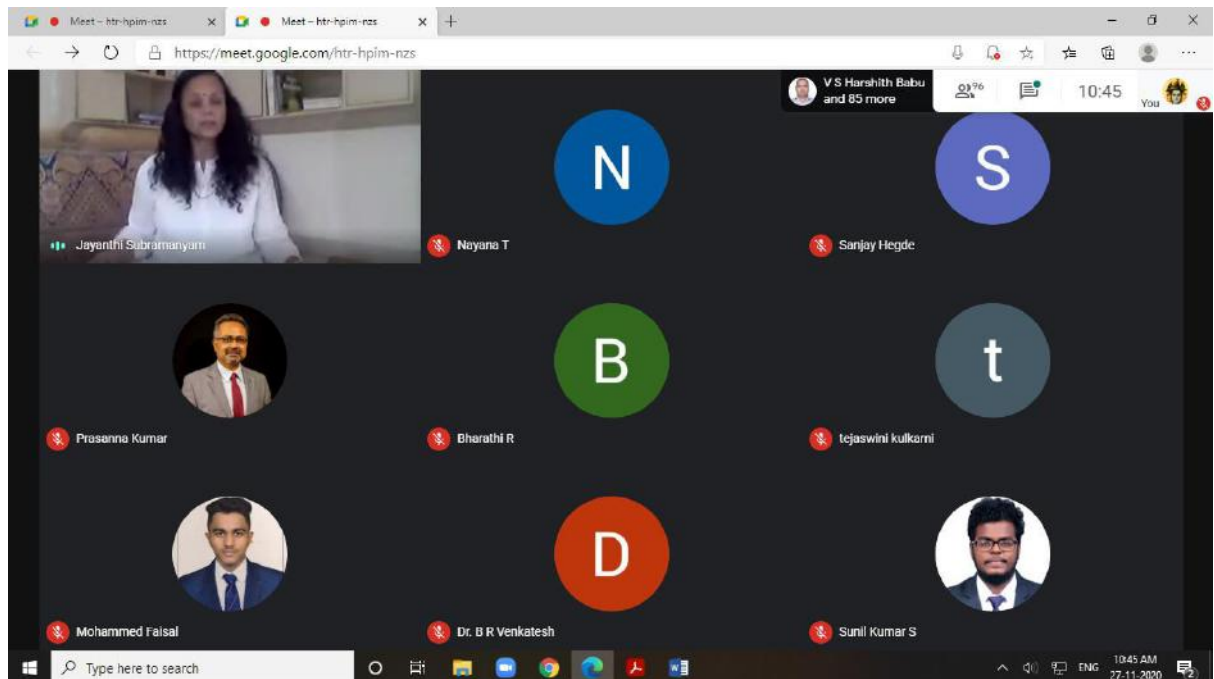 Meet – htr-hpim-nzs
Meet – htr-hpim-nzs
https://meet.google.com/htr-hpim-nzs
V S Harshith Babu
and 85 more
96
10:45
You
N
S
Jayanthi Subramanyam
Nayana T
Sanjay Hegde
B
t
Prasanna Kumar
Bharathi R
tejaswini kulkarni
D
Mohammed Faisal
Dr. B R Venkatesh
Sunil Kumar S
Type here to search
ENG
10:45 AM
27-11-2020
2